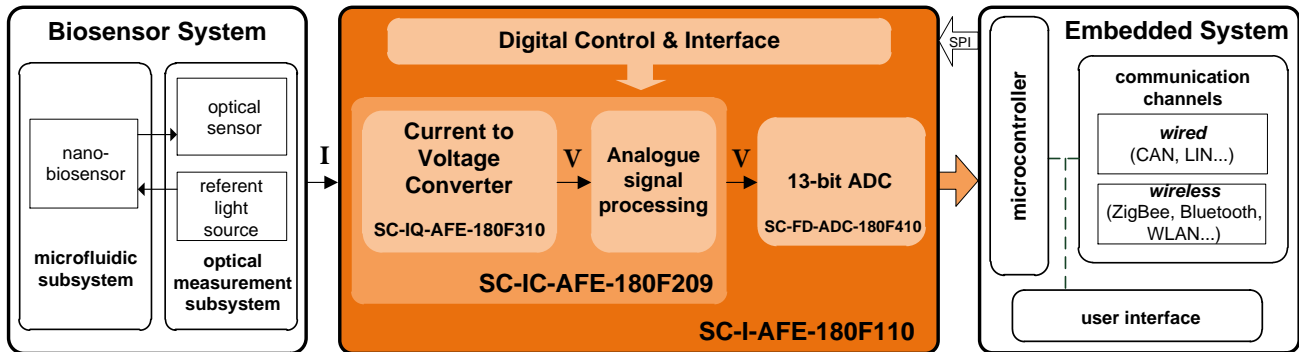 Biosensor System
nano-
biosensor
microfluidic
subsystem
optical
sensor
referent
light
source
optical
measurement
subsystem
I
Digital Control & Interface
Current to
Voltage
Converter
SC-IQ-AFE-180F310
V
Analogue
signal
processing
SC-IC-AFE-180F209
V
13-bit ADC
SC-FD-ADC-180F410
SC-I-AFE-180F110
SPI
Embedded System
microcontroller
communication
channels
wired
(CAN, LIN...)
wireless
(ZigBee, Bluetooth,
WLAN...)
user interface